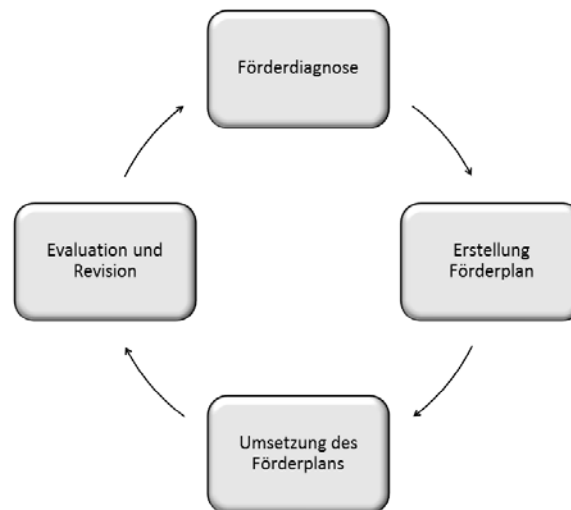 Förderdiagnose
Erstellung
Förderplan
Umsetzung des
Förderplans
Evaluation und
Revision